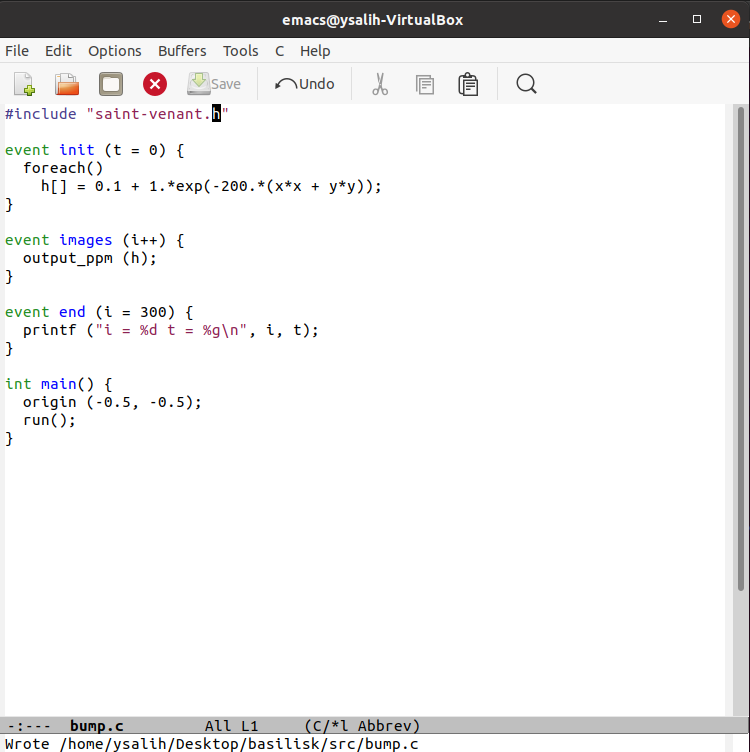 emacs@ysalih-VirtualBox
File Edit Options Buffers Tools C Help
Save Undo
#include "saint-venant.h"
event init (t = 0) {
  foreach()
    h[] = 0.1 + 1.*exp(-200.*(x*x + y*y));
}
event images (i++) {
  output_ppm (h);
}
event end (i = 300) {
  printf ("i = %d t = %g\n", i, t);
}
int main() {
  origin (-0.5, -0.5);
  run();
}
-:--- bump.c All L1 (C/*l Abbrev)
Wrote /home/ysalih/Desktop/basilisk/src/bump.c